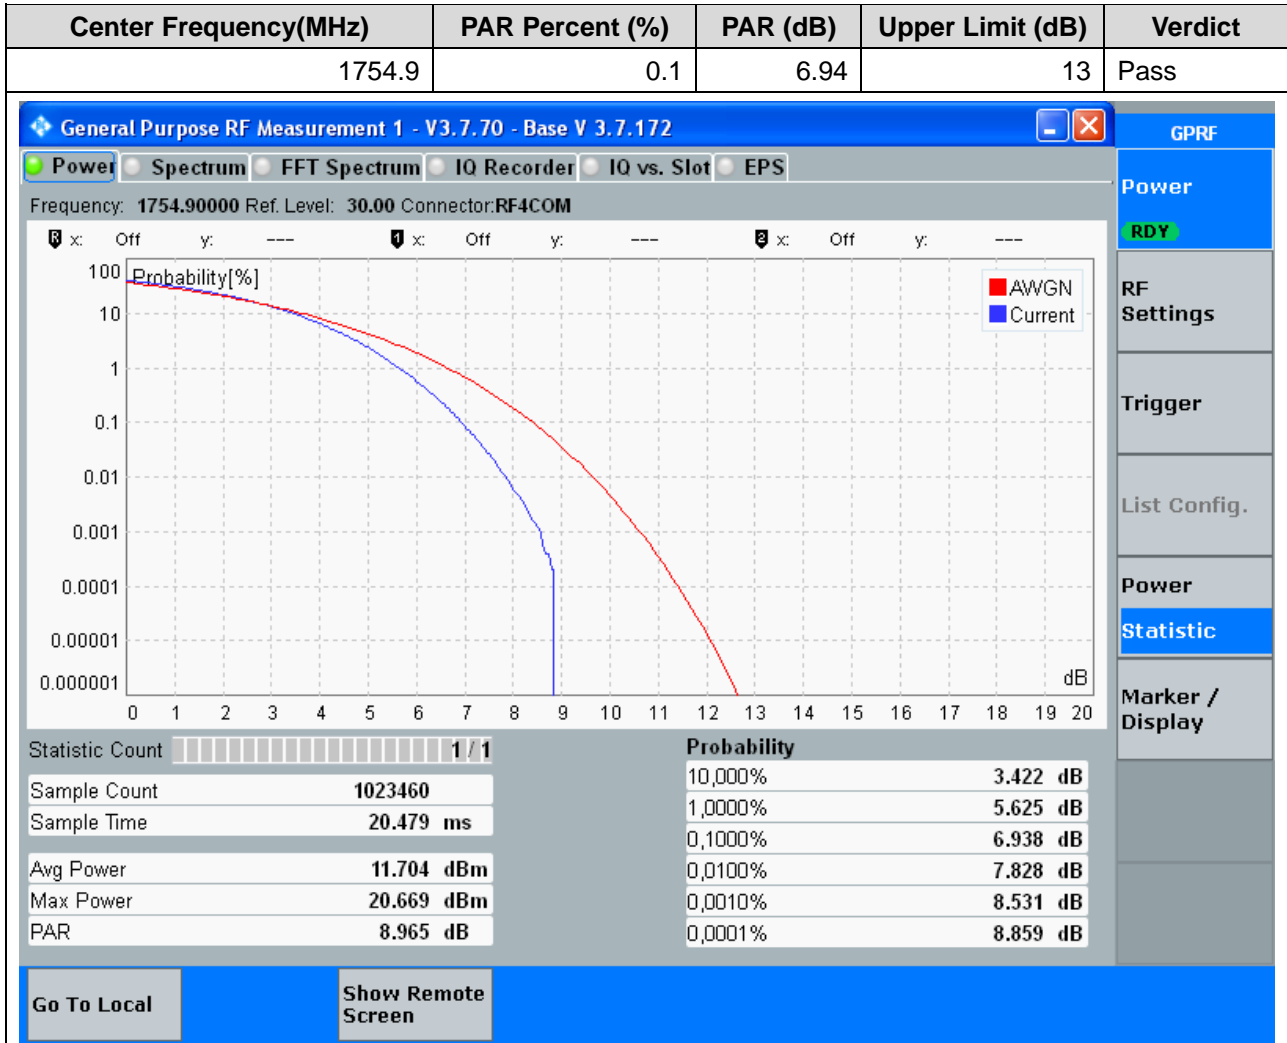 Center Frequency(MHz) PAR Percent (%) PAR (dB) Upper Limit (dB) Verdict
1754.9 0.1 6.94 13 Pass
General Purpose RF Measurement 1 - V3.7.70 - Base V 3.7.172
GPRF
Power Spectrum FFT Spectrum IQ Recorder IQ vs. Slot EPS
Frequency: 1754.90000 Ref. Level: 30.00 Connector:RF4COM
R x: Off y: --- 1 x: Off y: --- 2 x: Off y: ---
Probability[%]
AWGN
Current
100
10
1
0.1
0.01
0.001
0.0001
0.00001
0.000001
dB
0 1 2 3 4 5 6 7 8 9 10 11 12 13 14 15 16 17 18 19 20
Power
RDY
RF
Settings
Trigger
List Config.
Power
Statistic
Marker /
Display
Statistic Count 1 / 1
Sample Count 1023460
Sample Time 20.479 ms
Avg Power 11.704 dBm
Max Power 20.669 dBm
PAR 8.965 dB
Probability
10,000% 3.422 dB
1,0000% 5.625 dB
0,1000% 6.938 dB
0,0100% 7.828 dB
0,0010% 8.531 dB
0,0001% 8.859 dB
Go To Local
Show Remote
Screen